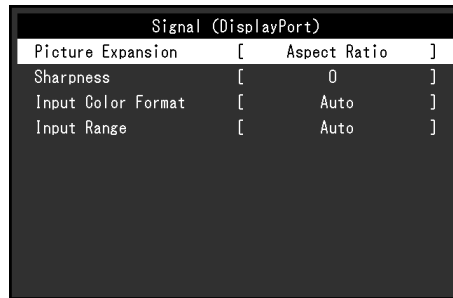 Signal (DisplayPort)
Picture Expansion [ Aspect Ratio ]
Sharpness [ 0 ]
Input Color Format [ Auto ]
Input Range [ Auto ]